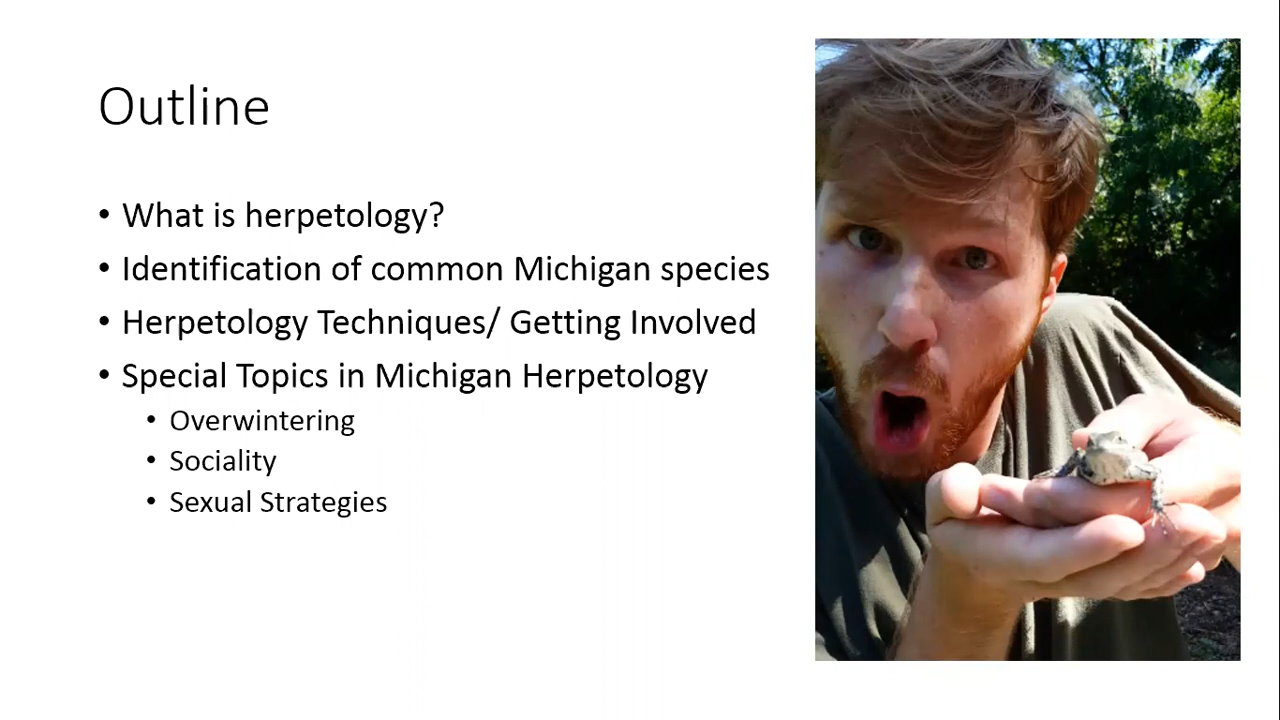 Outline
• What is herpetology?
• Identification of common Michigan species
• Herpetology Techniques/ Getting Involved
• Special Topics in Michigan Herpetology
• Overwintering
• Sociality
• Sexual Strategies